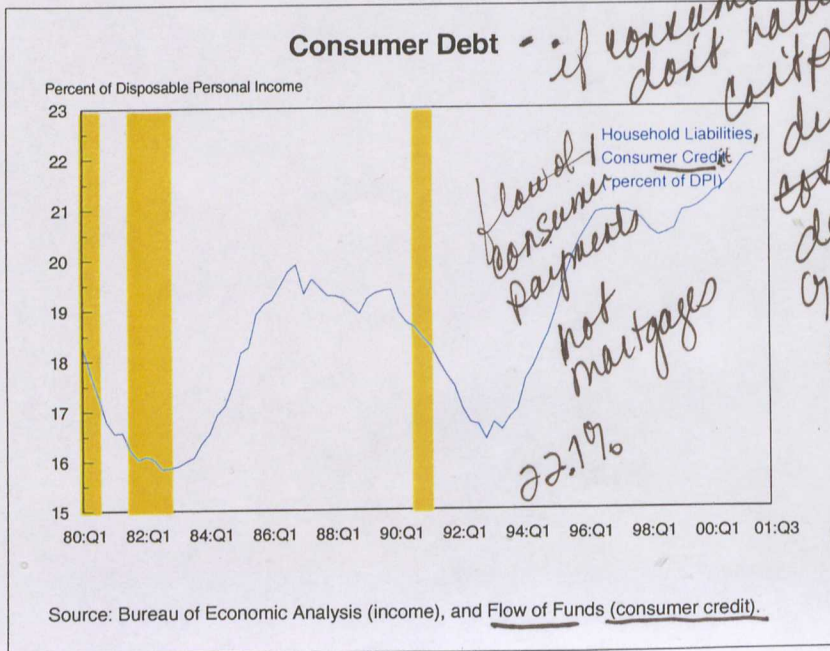 Consumer Debt
Percent of Disposable Personal Income
23
22
21
20
19
18
17
16
15
80:Q1 82:Q1 84:Q1 86:Q1 88:Q1 90:Q1 92:Q1 94:Q1 96:Q1 98:Q1 00:Q1 01:Q3
Household Liabilities,
Consumer Credit
(percent of DPI)
if
don't
can't
flow of
consumer
payments
not
22.1%
Source: Bureau of Economic Analysis (income), and Flow of Funds (consumer credit).